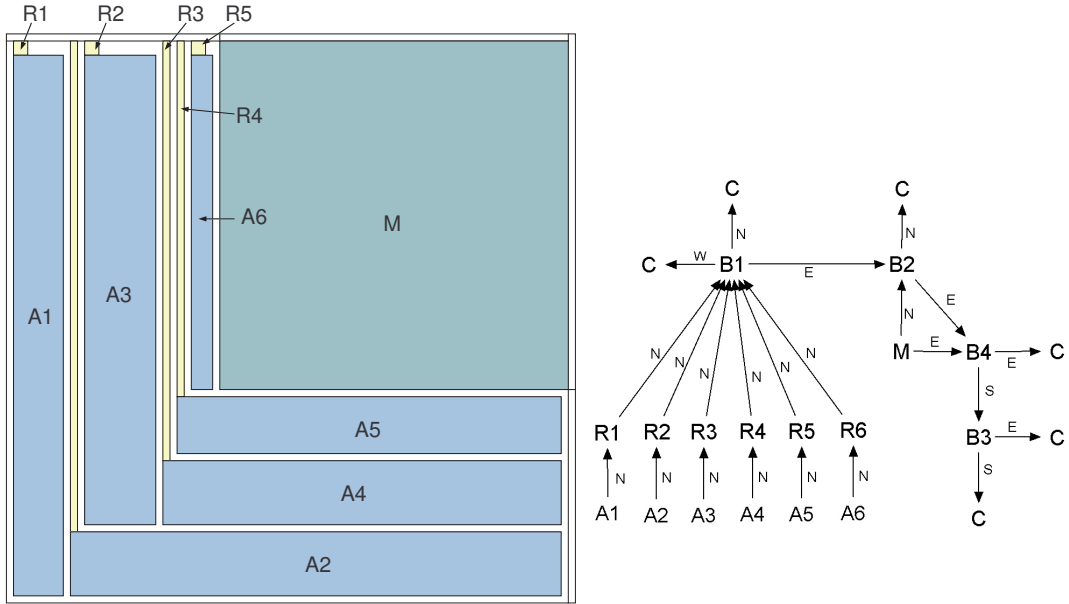 R1 R2 R3 R5
R4
A6
M
A3
A1
A5
A4
A2
C C
N N
C W B1 E B2
E
N
M E B4 E C
N N N N N N
S
R1 R2 R3 R4 R5 R6 B3 E C
N N N N N N S
A1 A2 A3 A4 A5 A6 C